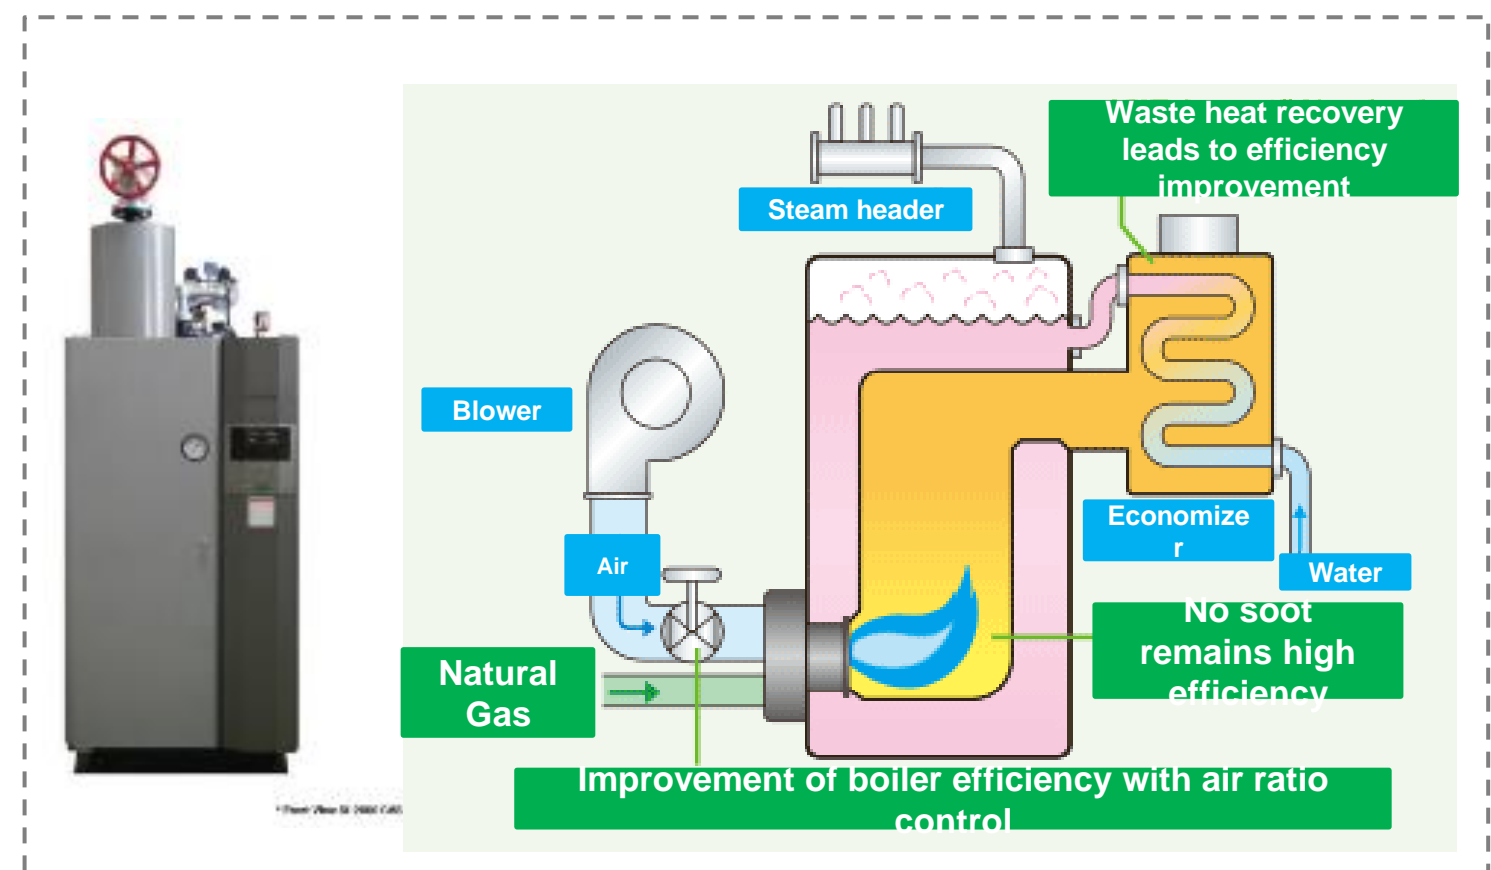 Waste heat recovery
leads to efficiency
improvement
Steam header
Blower
Economize
r
Air
Water
No soot
remains high
efficiency
Natural
Gas
Improvement of boiler efficiency with air ratio
control